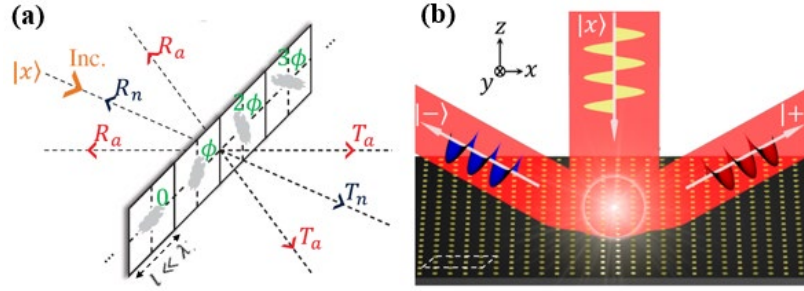 (a)
|x⟩
Inc.
R_n
R_a
R_a
0
ϕ
2ϕ
3ϕ
T_a
T_n
T_a
...
...
l ≪ λ
(b)
|x⟩
z
y
x
|−⟩
|+